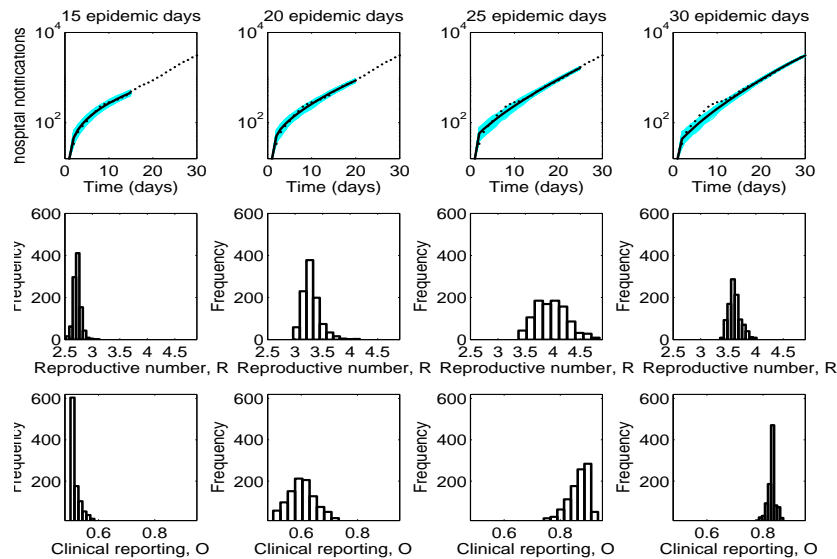 15 epidemic days 20 epidemic days 25 epidemic days 30 epidemic days
hosptal notifications
10^4 10^4 10^4 10^4
10^2 10^2 10^2 10^2
0 10 20 30 0 10 20 30 0 10 20 30 0 10 20 30
Time (days) Time (days) Time (days) Time (days)
600 600 600 600
400 400 400 400
200 200 200 200
0 0 0 0
Frequency Frequency Frequency Frequency
2.5 3 3.5 4 4.5 2.5 3 3.5 4 4.5 2.5 3 3.5 4 4.5 2.5 3 3.5 4 4.5
Reproductive number, R Reproductive number, R Reproductive number, R Reproductive number, R
600 600 600 600
400 400 400 400
200 200 200 200
Frequency Frequency Frequency Frequency
0.6 0.8 0.6 0.8 0.6 0.8 0.6 0.8
Clinical reporting, O Clinical reporting, O Clinical reporting, O Clinical reporting, O